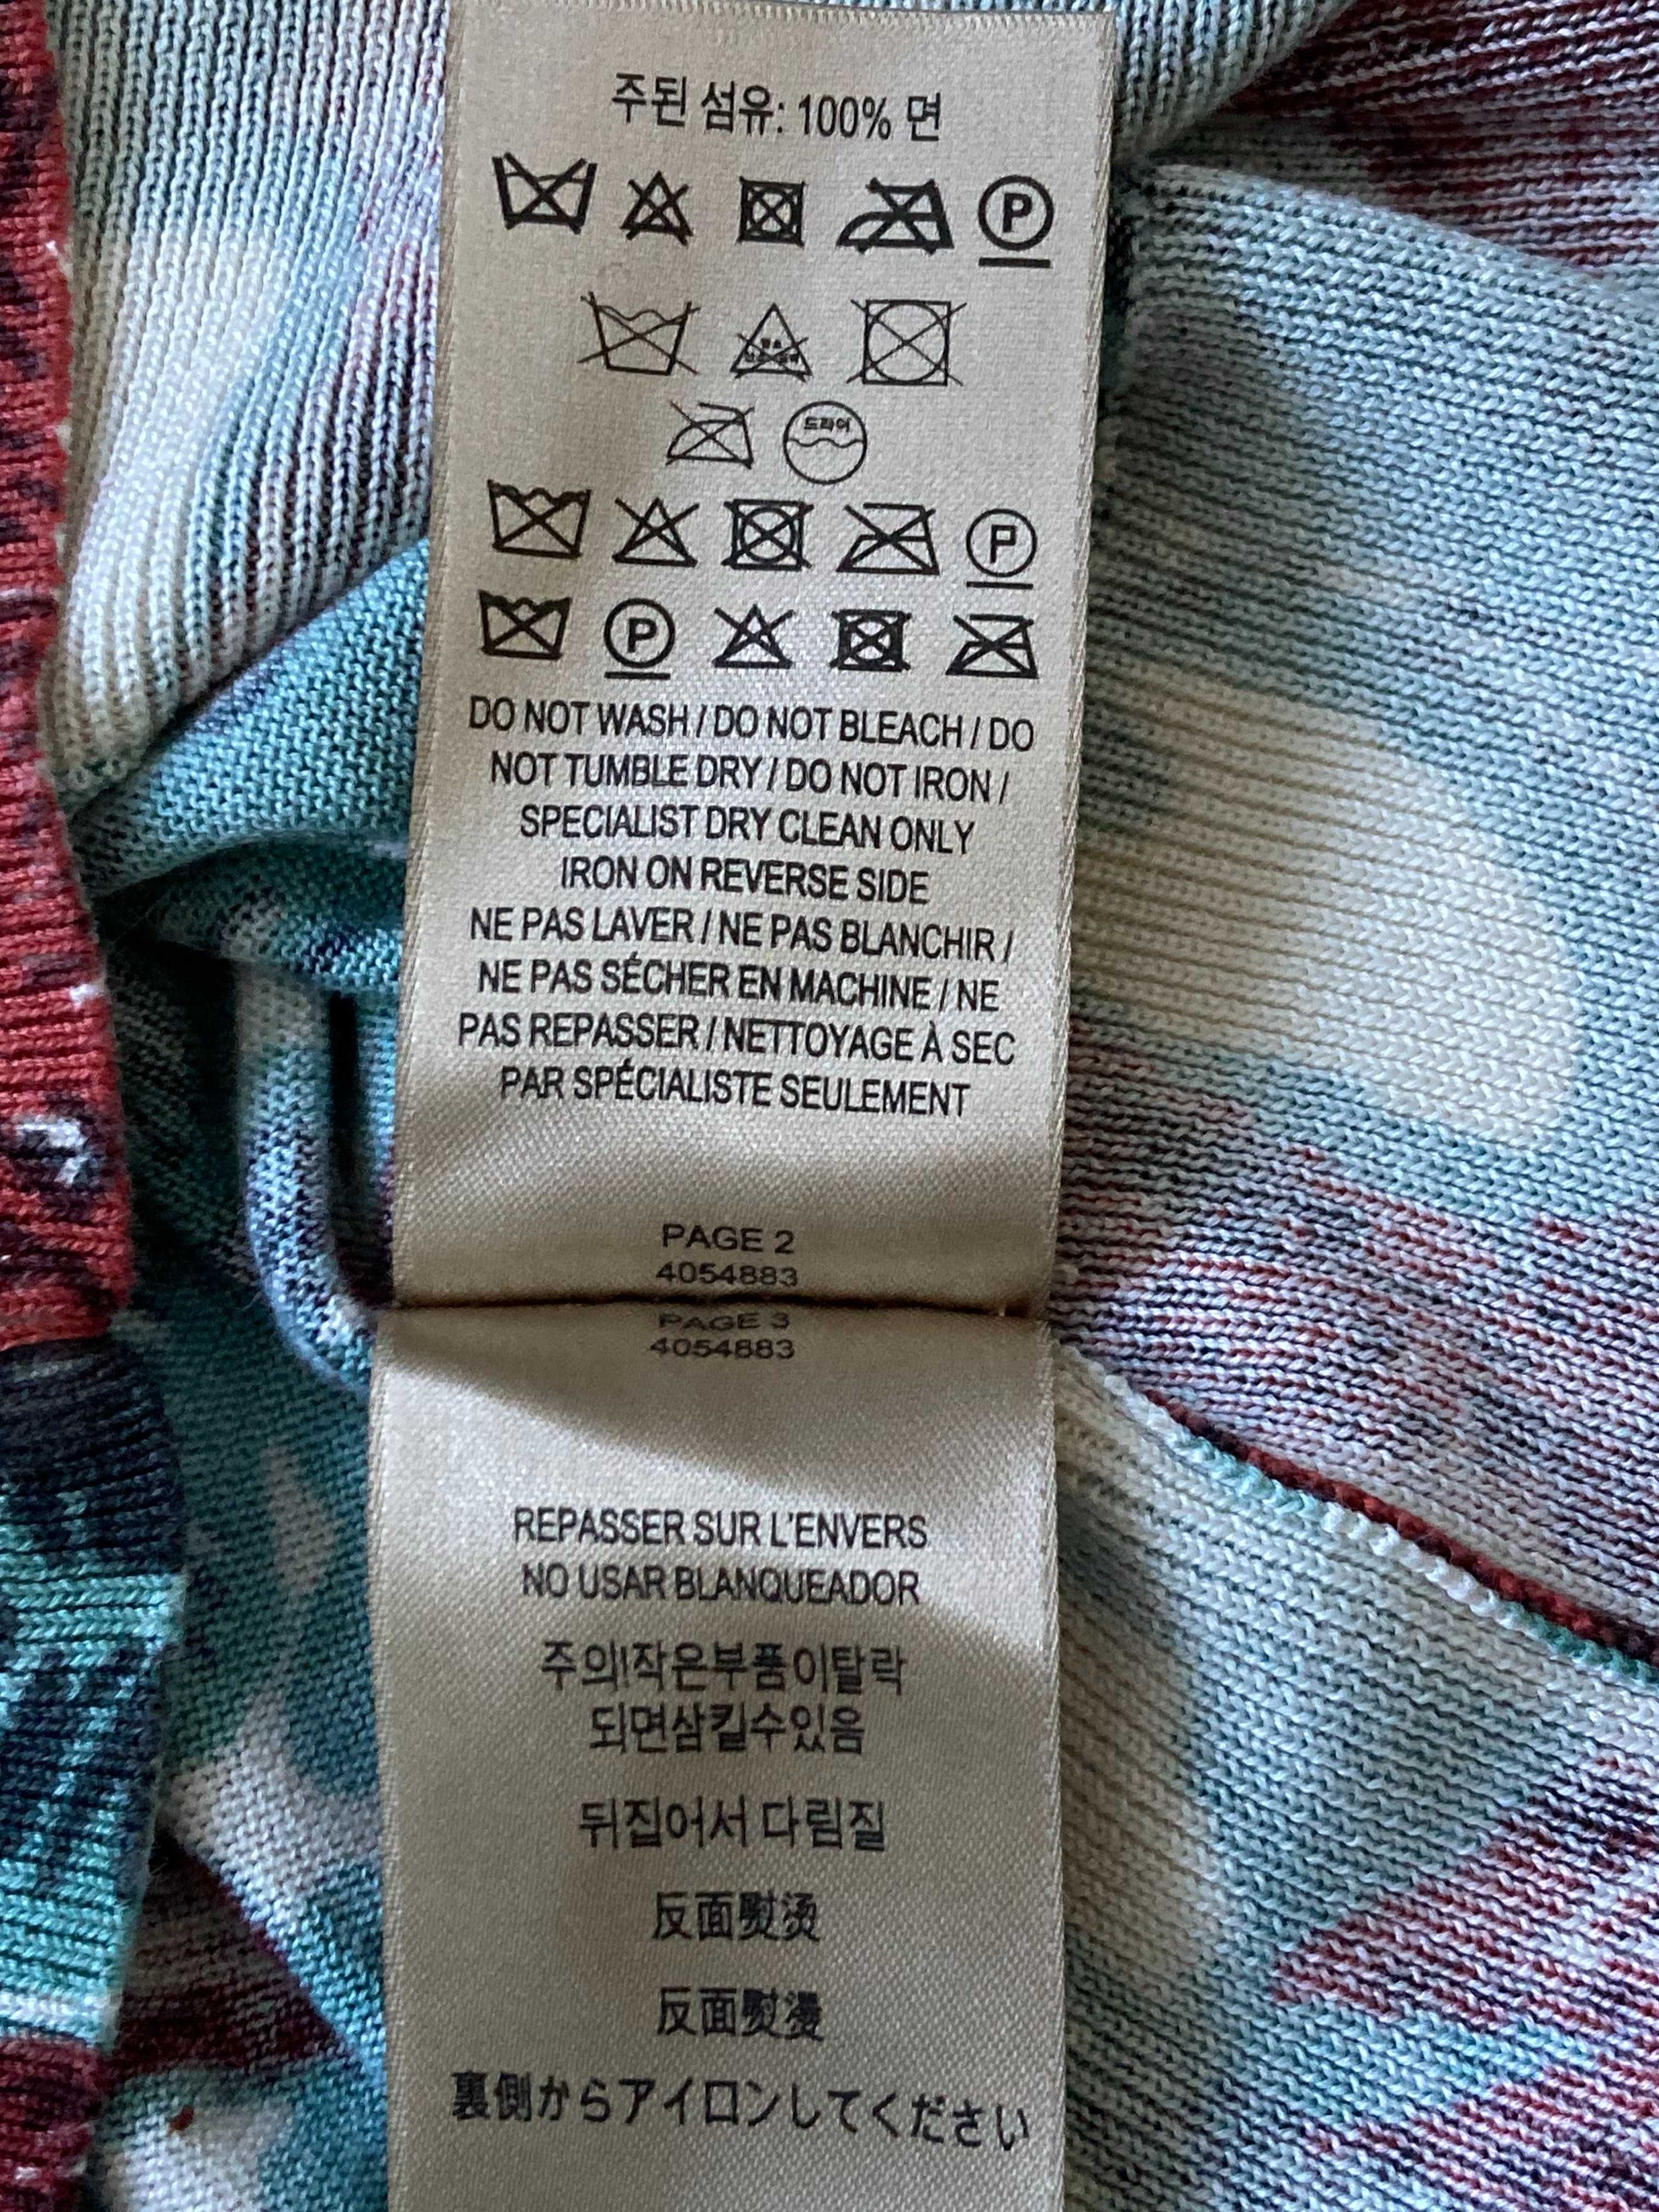 주된 섬유: 100% 면
P
드라이
P
P
DO NOT WASH / DO NOT BLEACH / DO
NOT TUMBLE DRY / DO NOT IRON /
SPECIALIST DRY CLEAN ONLY
IRON ON REVERSE SIDE
NE PAS LAVER / NE PAS BLANCHIR /
NE PAS SÉCHER EN MACHINE / NE
PAS REPASSER / NETTOYAGE À SEC
PAR SPÉCIALISTE SEULEMENT
PAGE 2
4054883
PAGE 3
4054883
REPASSER SUR L'ENVERS
NO USAR BLANQUEADOR
주의!작은부품이탈락
되면삼킬수있음
뒤집어서 다림질
反面熨烫
反面熨燙
裏側からアイロンしてください